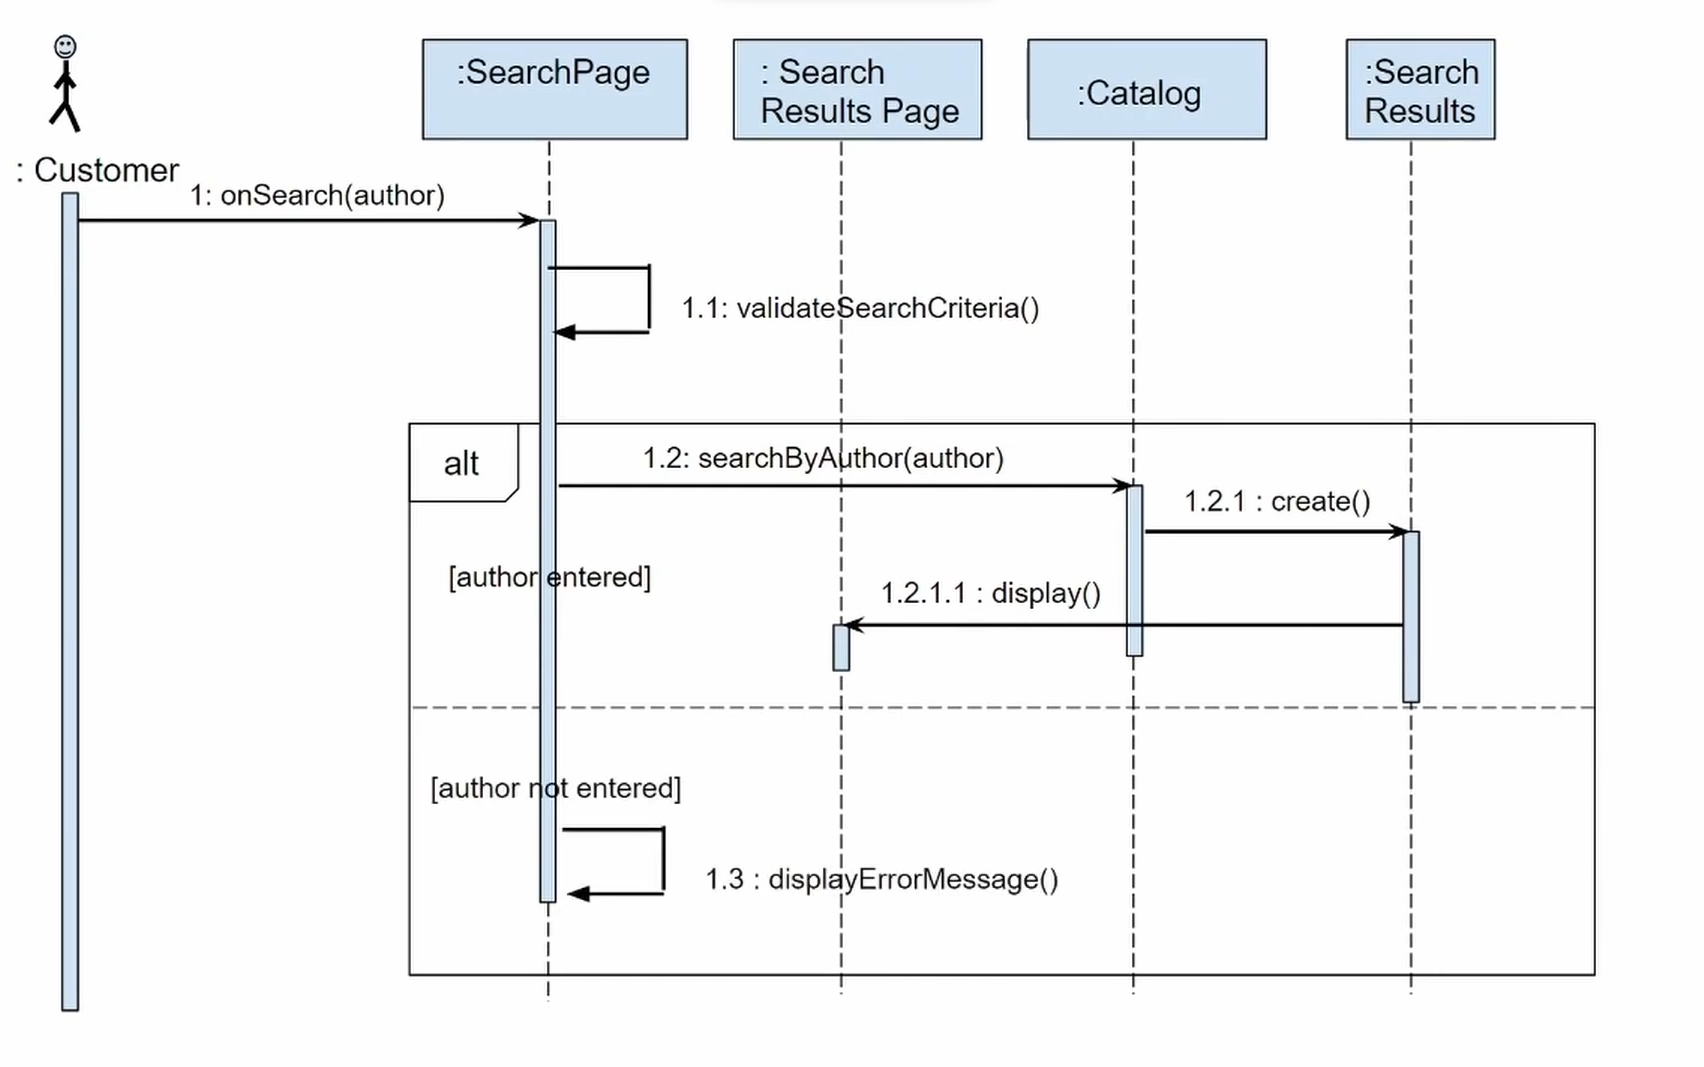 :SearchPage
: Search
Results Page
:Catalog
:Search
Results
: Customer
1: onSearch(author)
1.1: validateSearchCriteria()
alt
1.2: searchByAuthor(author)
1.2.1 : create()
[author entered]
1.2.1.1 : display()
[author not entered]
1.3 : displayErrorMessage()